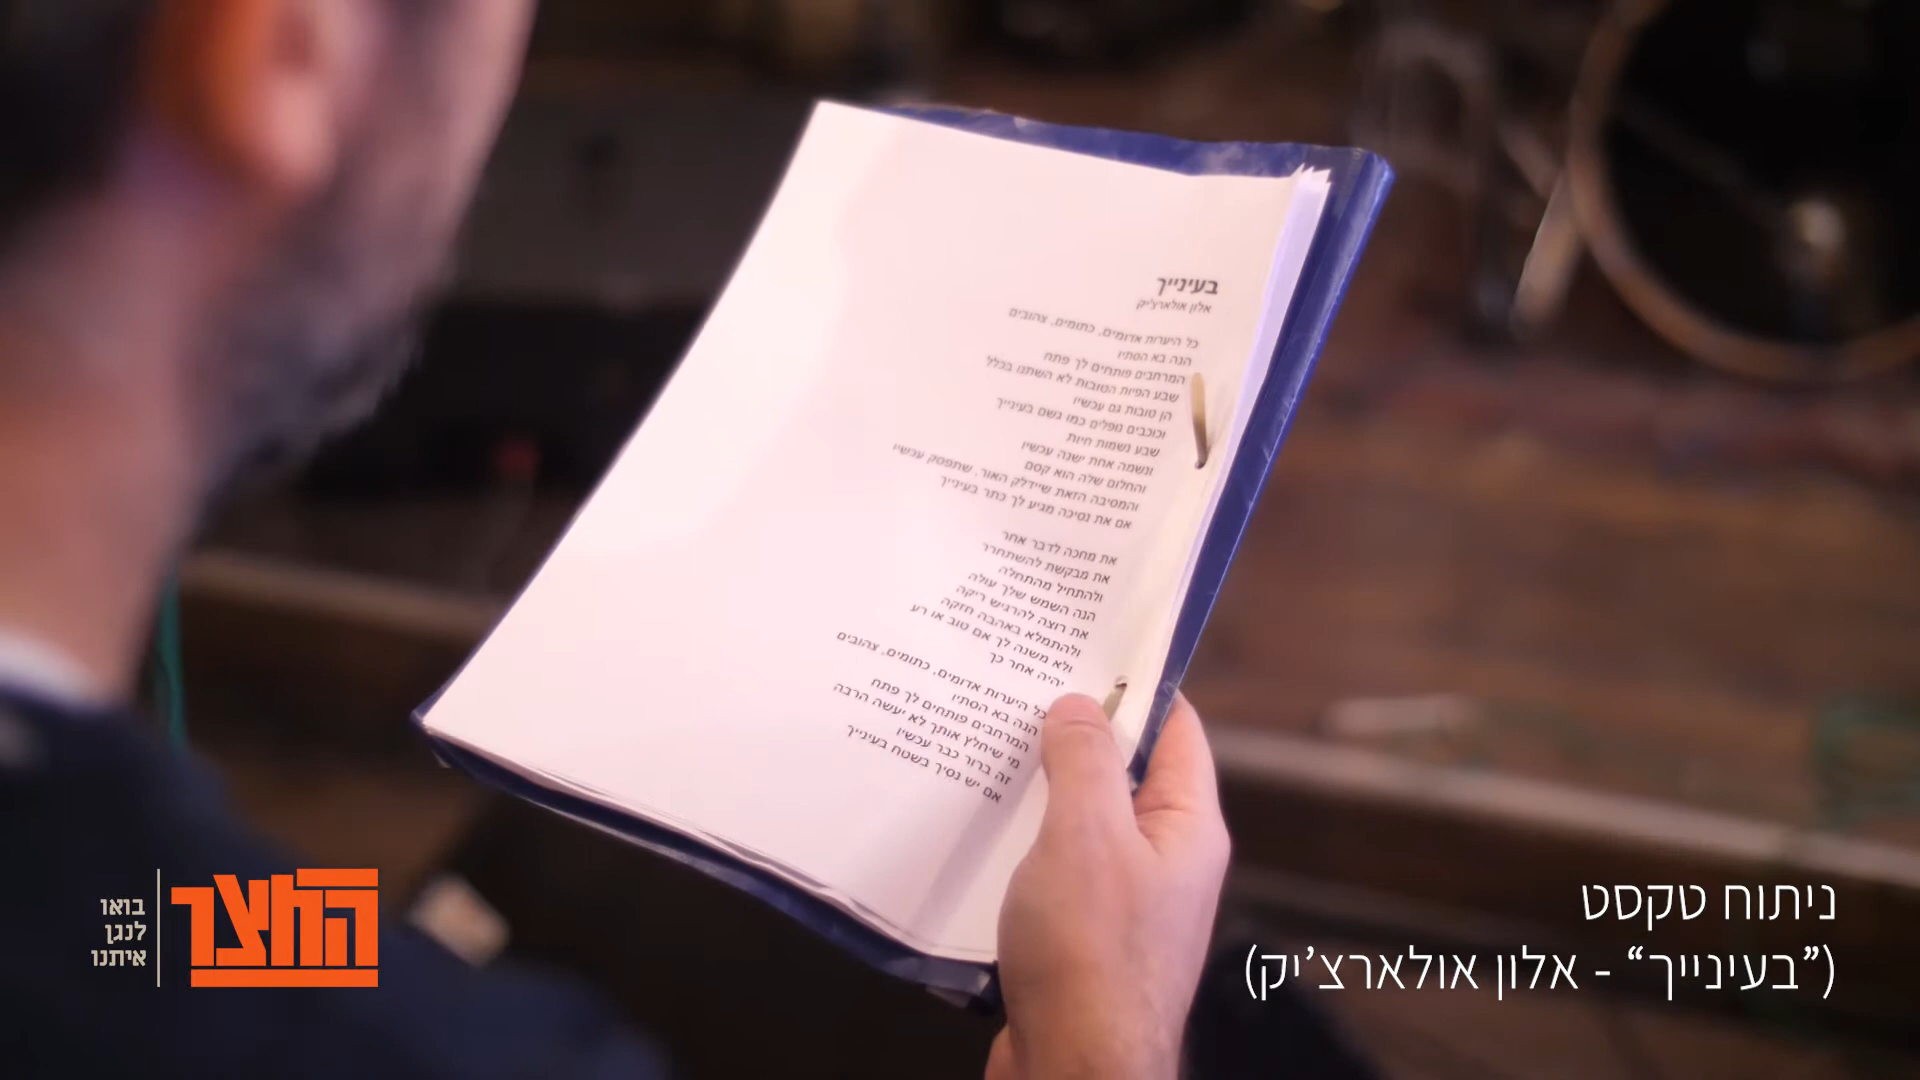 בעינייך
אלון אולארצ'יק
כל היערות אדומים, כתומים, צהובים
הנה בא הסתיו
המרחבים פותחים לך פתח
שבע הפיות הטובות לא השתנו בכלל
הן טובות גם עכשיו
וכוכבים נופלים כמו גשם בעינייך
שבע נשמות חיות
ונשמה אחת ישנה עכשיו
והחלום שלה הוא קסם
והמסיבה הזאת שיידלק האור, שתפסק עכשיו
אם את נסיכה מגיע לך כתר בעינייך
את מחכה לדבר אחר
את מבקשת להשתחרר
ולהתחיל מהתחלה
הנה השמש שלך עולה
את רוצה להרגיש ריקה
ולהתמלא באהבה חזקה
ולא משנה לך אם טוב או רע
יהיה אחר כך
כל היערות אדומים, כתומים, צהובים
הנה בא הסתיו
המרחבים פותחים לך פתח
מי שיחלץ אותך לא יעשה הרבה
זה ברור כבר עכשיו
אם יש נסיך בשטח בעינייך
ניתוח טקסט
("בעינייך" - אלון אולארצ'יק)
המצר
בואו
לנגן
איתנו